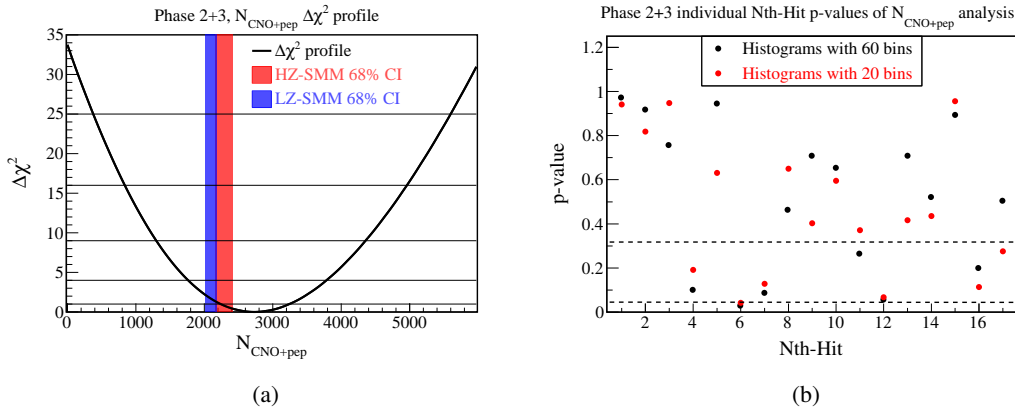 Phase 2+3, N_CNO+pep Δχ² profile
Δχ²
35
30
25
20
15
10
5
0
Δχ² profile
HZ-SMM 68% CI
LZ-SMM 68% CI
0 1000 2000 3000 4000 5000
N_CNO+pep
(a)
Phase 2+3 individual Nth-Hit p-values of N_CNO+pep analysis
p-value
1.2
1
0.8
0.6
0.4
0.2
0
Histograms with 60 bins
Histograms with 20 bins
2 4 6 8 10 12 14 16
Nth-Hit
(b)